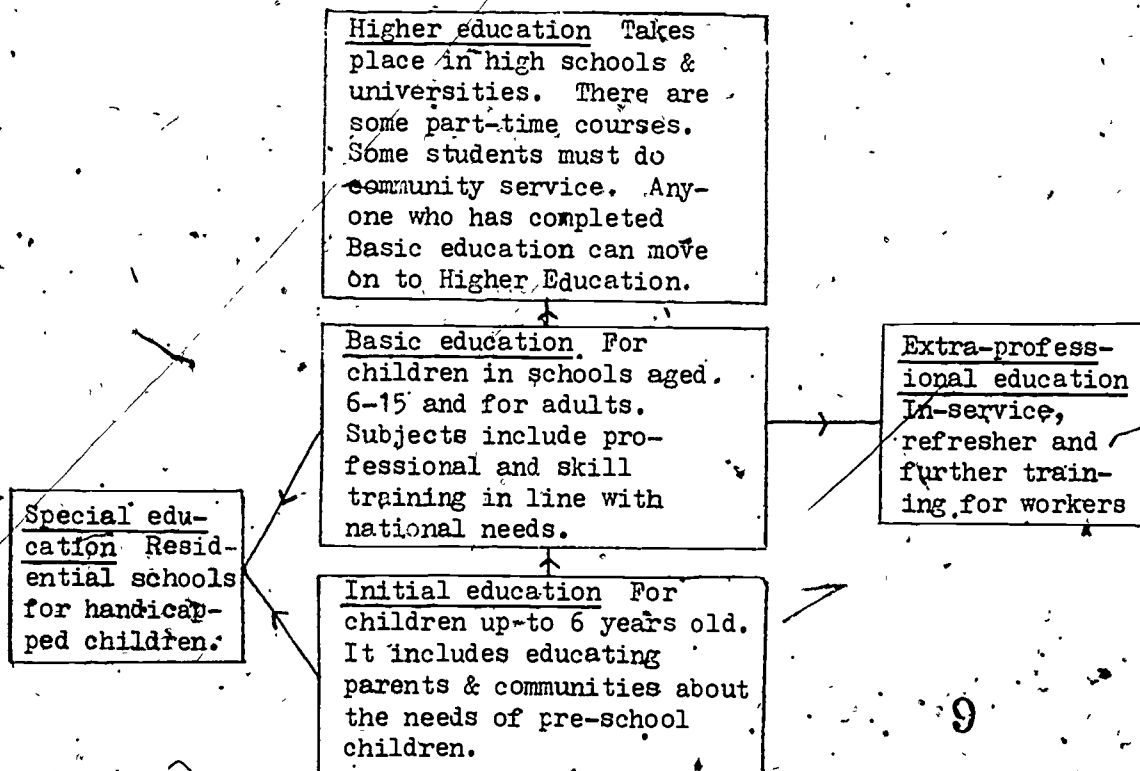 Higher education Takes
place in high schools &
universities. There are
some part-time courses.
Some students must do
community service. Any-
one who has completed
Basic education can move
on to Higher Education.
Basic education For
children in schools aged.
6-15 and for adults.
Subjects include pro-
fessional and skill
training in line with
national needs.
Extra-profess-
ional education
In-service,
refresher and
further train-
ing for workers
Special edu-
cation Resid-
ential schools
for handicap-
ped children.
Initial education For
children up to 6 years old.
It includes educating
parents & communities about
the needs of pre-school
children.
9